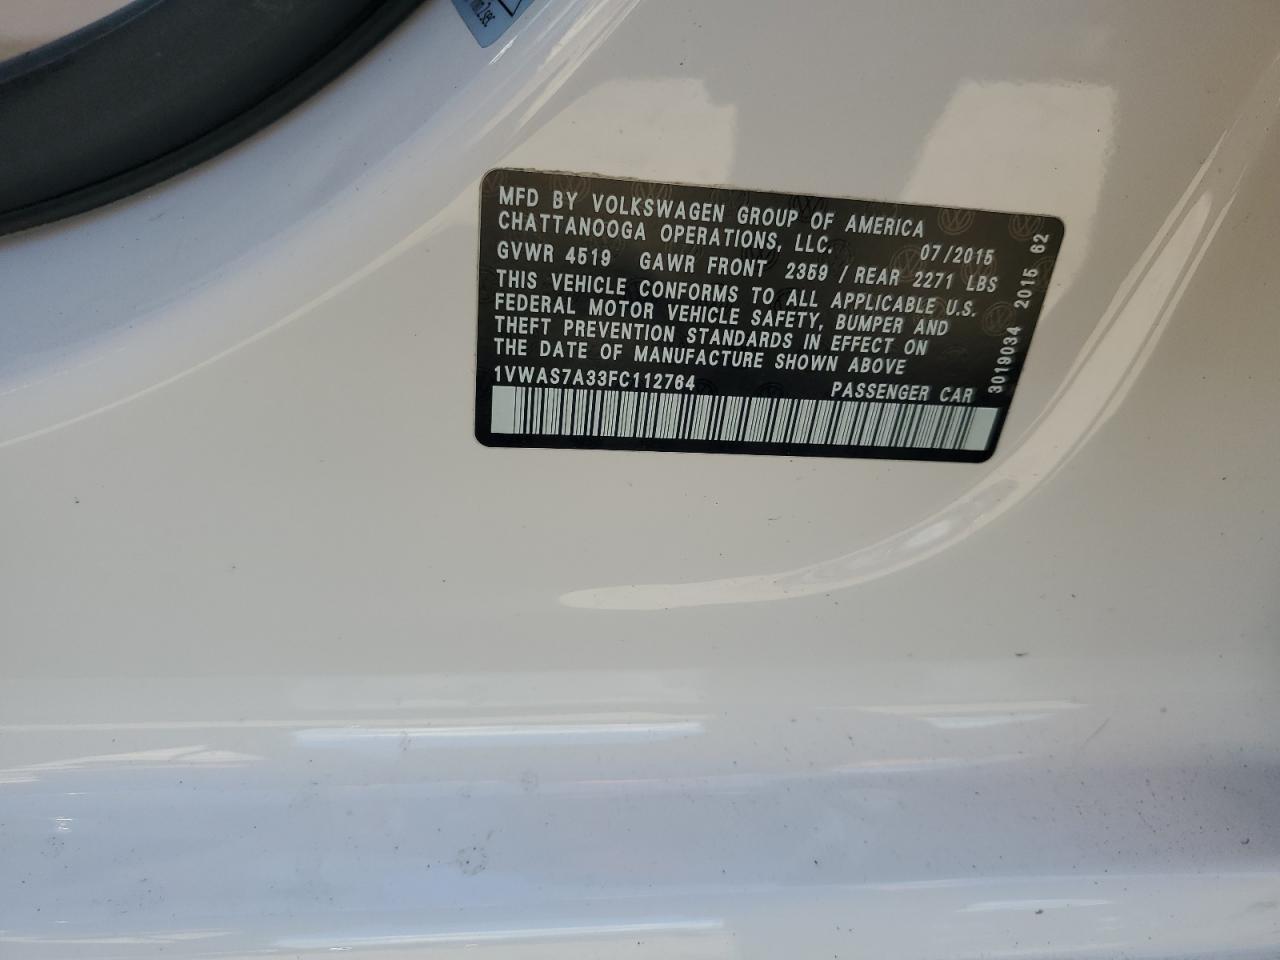 2sec
MFD BY VOLKSWAGEN GROUP OF AMERICA
CHATTANOOGA OPERATIONS, LLC. 07/2015
GVWR 4519 GAWR FRONT 2359 / REAR 2271 LBS
THIS VEHICLE CONFORMS TO ALL APPLICABLE U.S.
FEDERAL MOTOR VEHICLE SAFETY, BUMPER AND
THEFT PREVENTION STANDARDS IN EFFECT ON
THE DATE OF MANUFACTURE SHOWN ABOVE
1VWAS7A33FC112764 PASSENGER CAR
3019034 2015 62